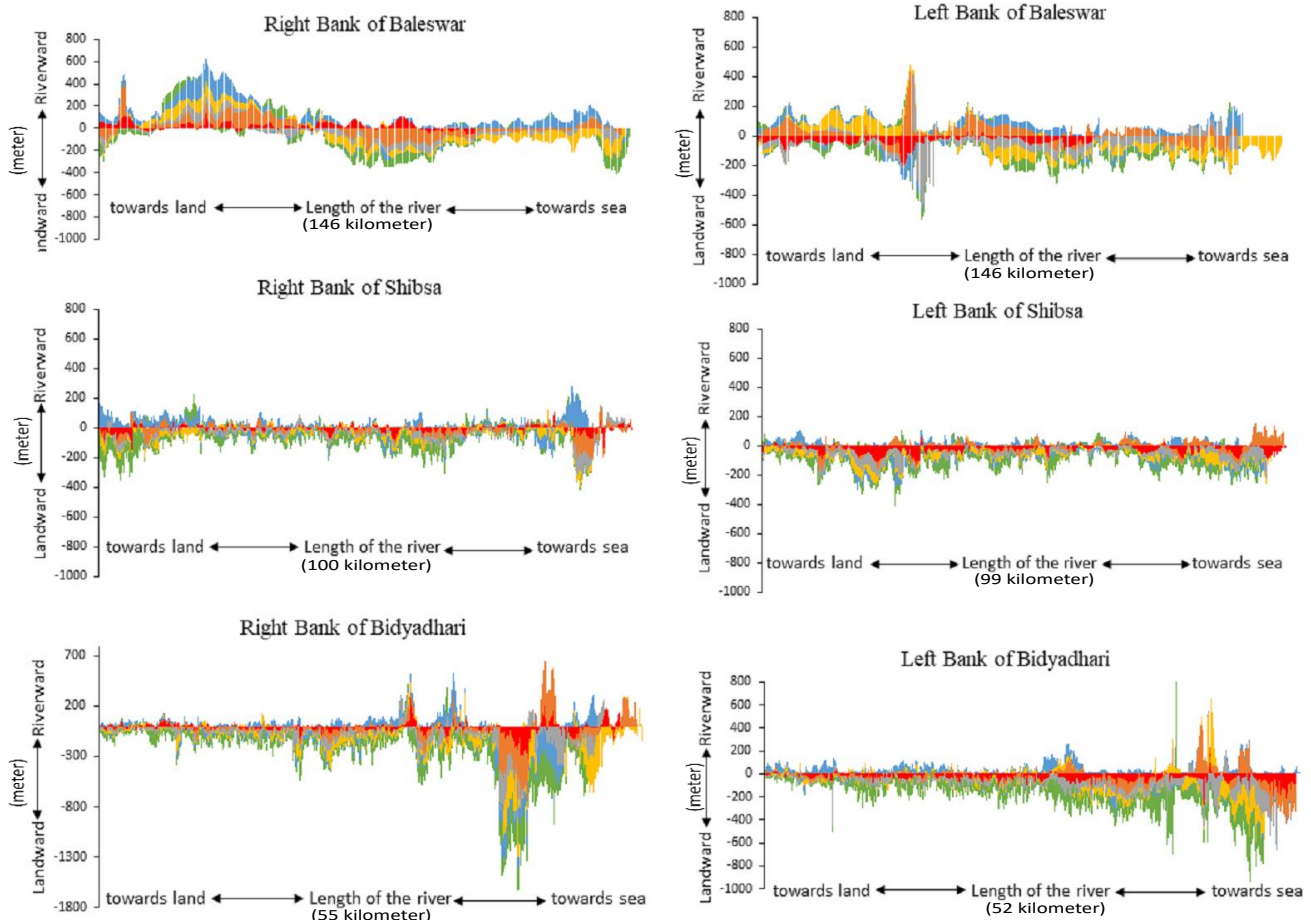 Right Bank of Baleswar
800
600
400
200
0
-200
-400
-600
-800
-1000
Riverward
(meter)
ndward
towards land
Length of the river
towards sea
(146 kilometer)
Left Bank of Baleswar
800
600
400
200
0
-200
-400
-600
-800
-1000
Riverward
(meter)
Landward
towards land
Length of the river
towards sea
(146 kilometer)
Right Bank of Shibsa
800
600
400
200
0
-200
-400
-600
-800
-1000
Riverward
(meter)
Landward
towards land
Length of the river
towards sea
(100 kilometer)
Left Bank of Shibsa
800
600
400
200
0
-200
-400
-600
-800
-1000
Riverward
(meter)
Landward
towards land
Length of the river
towards sea
(99 kilometer)
Right Bank of Bidyadhari
700
200
-300
-800
-1300
-1800
Riverward
(meter)
Landward
towards land
Length of the river
towards sea
(55 kilometer)
Left Bank of Bidyadhari
800
600
400
200
0
-200
-400
-600
-800
-1000
Riverward
(meter)
Landward
towards land
Length of the river
towards sea
(52 kilometer)